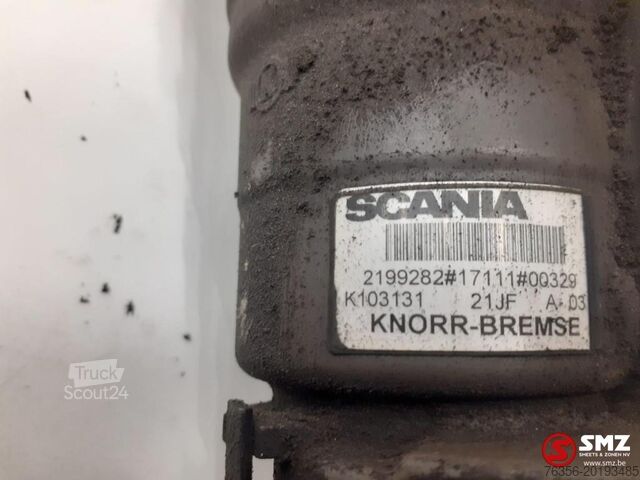 SCANIA
2199282#17111#00329
K103131 21JF A 03
KNORR-BREMSE
Truck
Scout24
SMZ
SHEETS & ZONEN BV
www.smz.be
76356-20193485